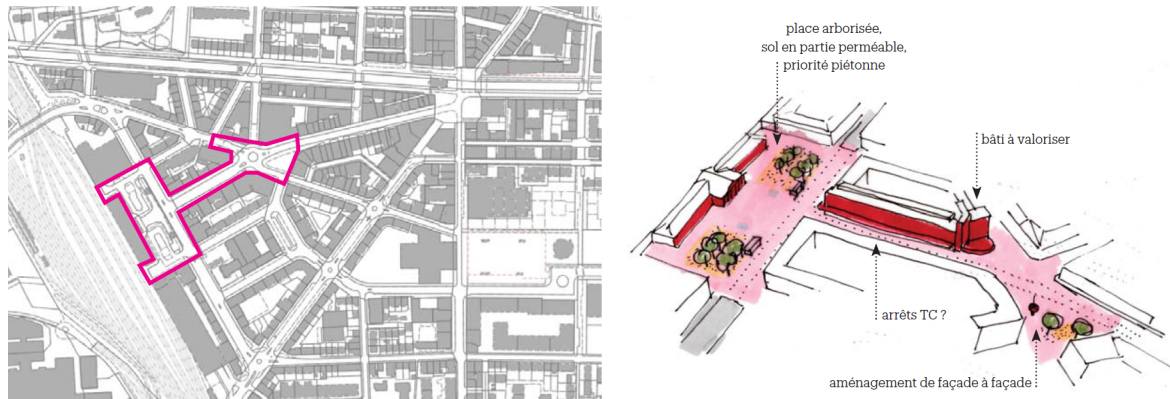 place arborisée,
sol en partie perméable,
priorité piétonne
bâti à valoriser
arrêts TC ?
aménagement de façade à façade